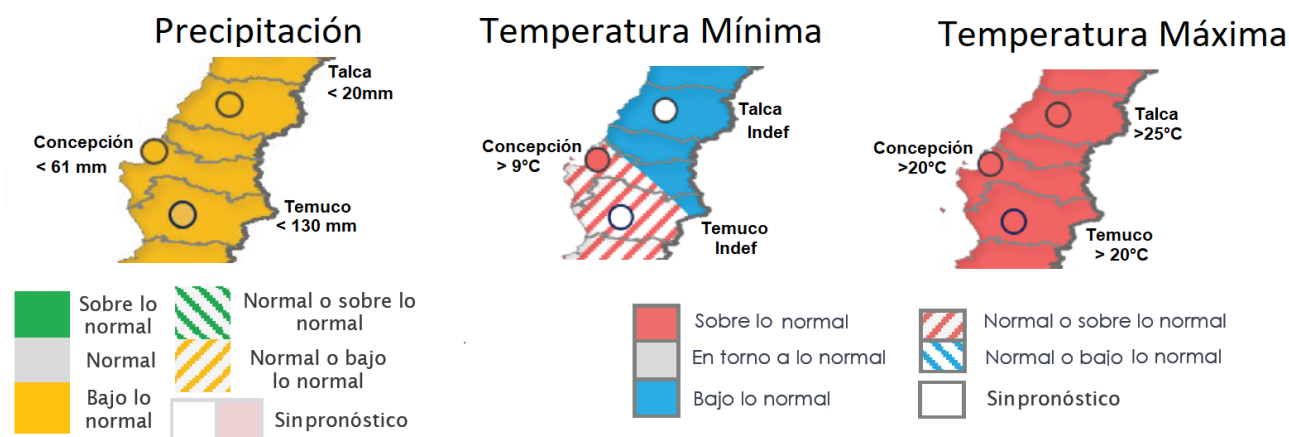 Precipitación
Talca
< 20mm
Concepción
< 61 mm
Temuco
< 130 mm
Temperatura Mínima
Talca
Indef
Concepción
> 9°C
Temuco
Indef
Temperatura Máxima
Talca
>25°C
Concepción
>20°C
Temuco
> 20°C
Sobre lo
normal
Normal
Bajo lo
normal
Normal o sobre lo
normal
Normal o bajo
lo normal
Sin pronóstico
Sobre lo normal
En torno a lo normal
Bajo lo normal
Normal o sobre lo normal
Normal o bajo lo normal
Sin pronóstico